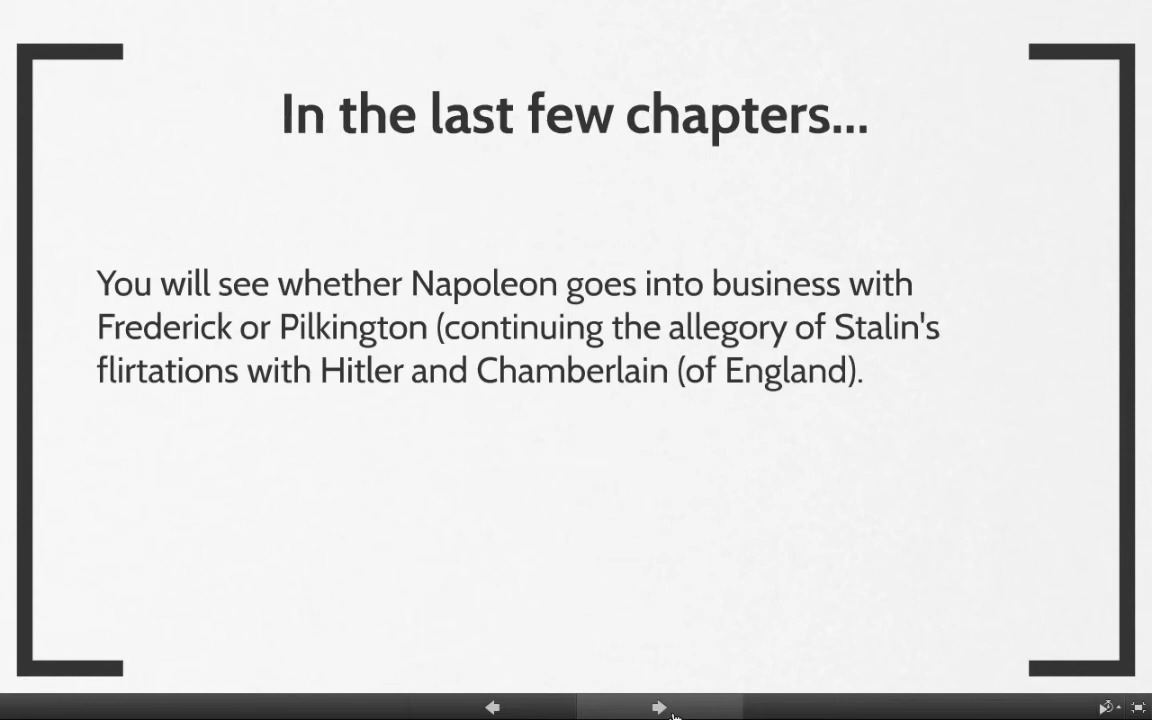 In the last few chapters...
You will see whether Napoleon goes into business with
Frederick or Pilkington (continuing the allegory of Stalin's
flirtations with Hitler and Chamberlain (of England).